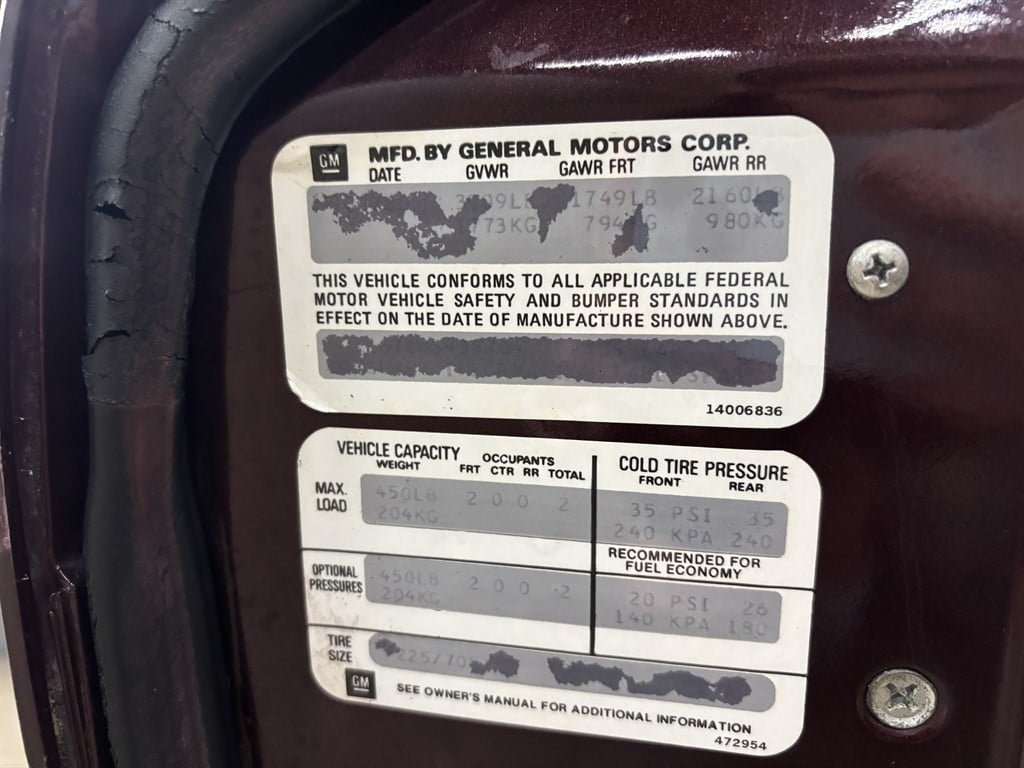 GM
MFD. BY GENERAL MOTORS CORP.
DATE GVWR GAWR FRT GAWR RR
1749LB 2160
73KG 794 G 980KG
THIS VEHICLE CONFORMS TO ALL APPLICABLE FEDERAL
MOTOR VEHICLE SAFETY AND BUMPER STANDARDS IN
EFFECT ON THE DATE OF MANUFACTURE SHOWN ABOVE.
14006836
VEHICLE CAPACITY
WEIGHT
OCCUPANTS
FRT CTR RR TOTAL
MAX.
LOAD
450LB 2 0 0 2
204KG
COLD TIRE PRESSURE
FRONT REAR
35 PSI 35
240 KPA 240
RECOMMENDED FOR
FUEL ECONOMY
OPTIONAL
PRESSURES
450LB 2 0 0 2
204KG
20 PSI 26
140 KPA 180
TIRE
SIZE
225/70
GM
SEE OWNER'S MANUAL FOR ADDITIONAL INFORMATION
472954